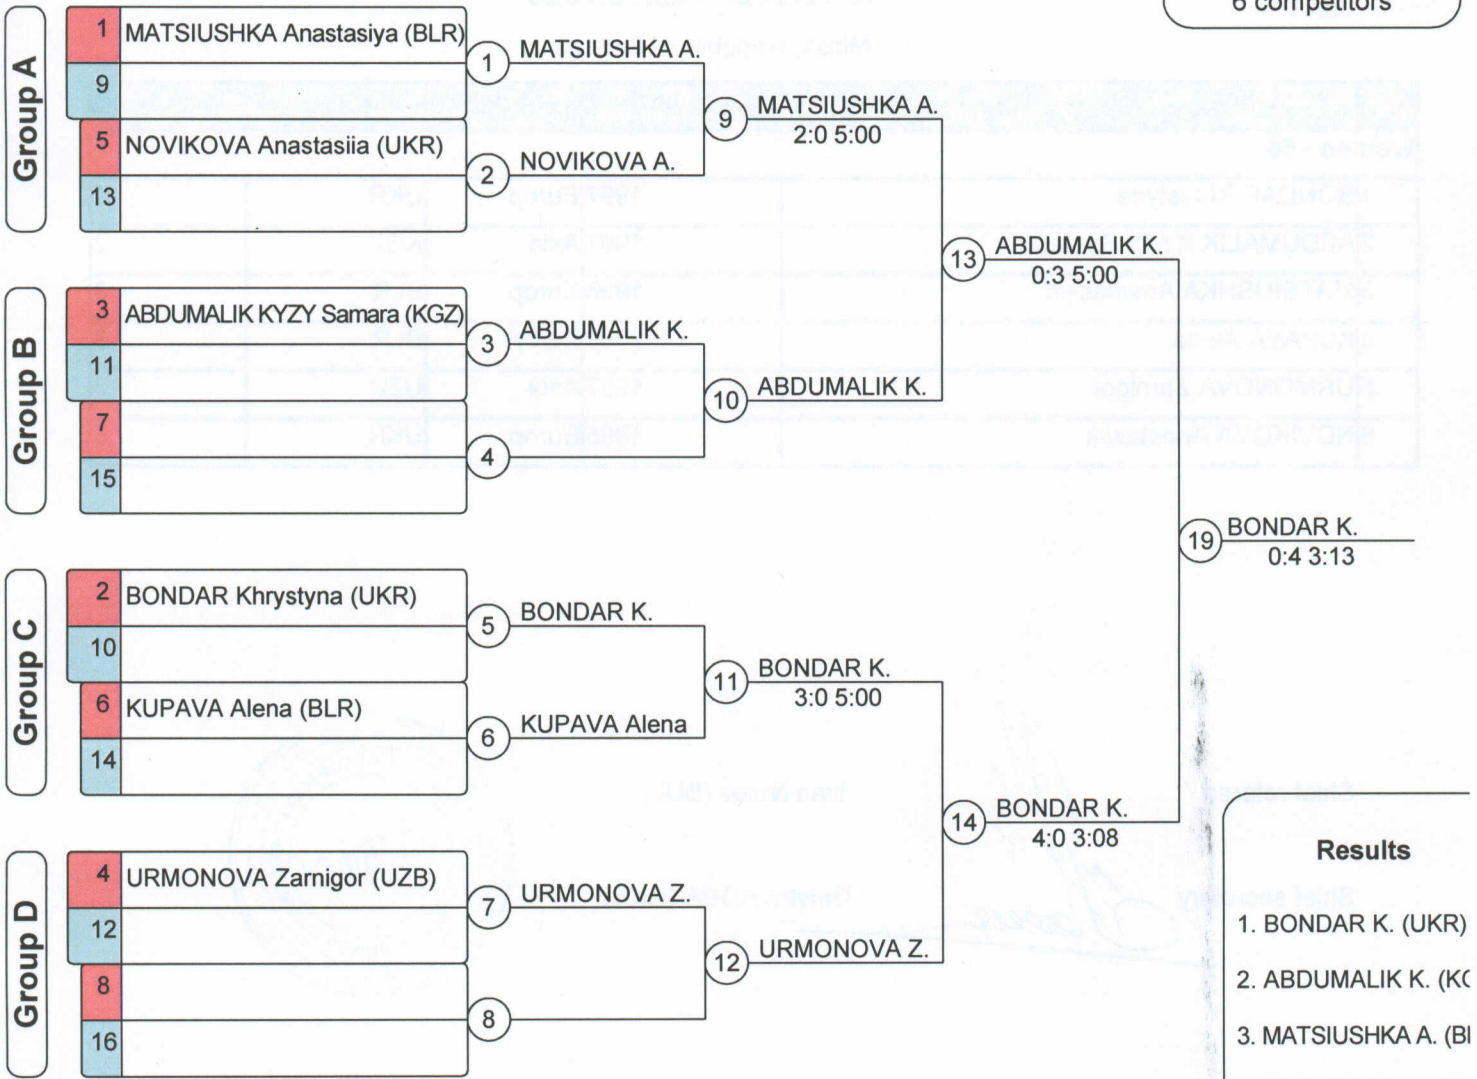 6 competitors
Group A
1 MATSIUSHKA Anastasiya (BLR)
9
5 NOVIKOVA Anastasiia (UKR)
13
1 MATSIUSHKA A.
2 NOVIKOVA A.
9 MATSIUSHKA A.
2:0 5:00
Group B
3 ABDUMALIK KYZY Samara (KGZ)
11
7
15
3 ABDUMALIK K.
4
10 ABDUMALIK K.
13 ABDUMALIK K.
0:3 5:00
Group C
2 BONDAR Khrystyna (UKR)
10
6 KUPAVA Alena (BLR)
14
5 BONDAR K.
6 KUPAVA Alena
11 BONDAR K.
3:0 5:00
Group D
4 URMONOVA Zarnigor (UZB)
12
8
16
7 URMONOVA Z.
8
12 URMONOVA Z.
14 BONDAR K.
4:0 3:08
19 BONDAR K.
0:4 3:13
Results
1. BONDAR K. (UKR)
2. ABDUMALIK K.
3. MATSIUSHKA A.